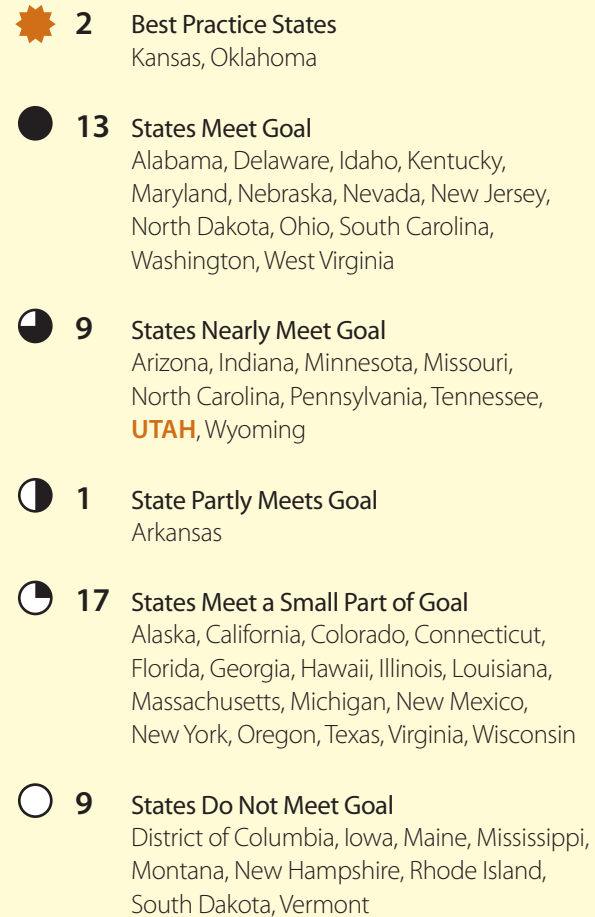 2 Best Practice States
Kansas, Oklahoma
13 States Meet Goal
Alabama, Delaware, Idaho, Kentucky,
Maryland, Nebraska, Nevada, New Jersey,
North Dakota, Ohio, South Carolina,
Washington, West Virginia
9 States Nearly Meet Goal
Arizona, Indiana, Minnesota, Missouri,
North Carolina, Pennsylvania, Tennessee,
UTAH, Wyoming
1 State Partly Meets Goal
Arkansas
17 States Meet a Small Part of Goal
Alaska, California, Colorado, Connecticut,
Florida, Georgia, Hawaii, Illinois, Louisiana,
Massachusetts, Michigan, New Mexico,
New York, Oregon, Texas, Virginia, Wisconsin
9 States Do Not Meet Goal
District of Columbia, Iowa, Maine, Mississippi,
Montana, New Hampshire, Rhode Island,
South Dakota, Vermont